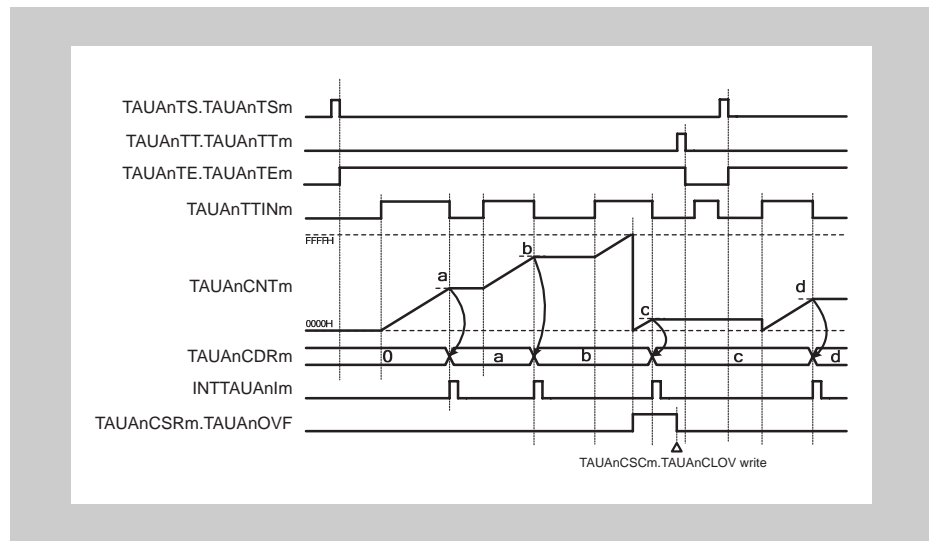 TAUAnTS.TAUAnTSm
TAUAnTT.TAUAnTTm
TAUAnTE.TAUAnTEm
TAUAnTTINm
FFFFH
a
b
TAUAnCNTm
c
d
0000H
TAUAnCDRm 0 a b c d
INTTAUAnIm
TAUAnCSRm.TAUAnOVF
TAUAnCSCm.TAUAnCLOV write